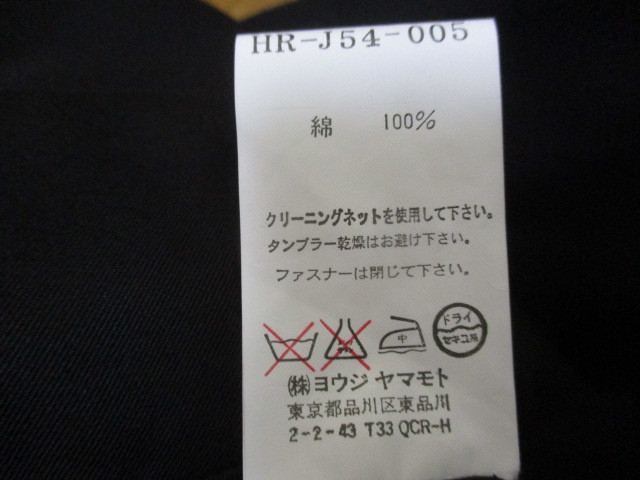 HR-J54-005
綿 100%
クリーニングネットを使用して下さい。
タンブラー乾燥はお避け下さい。
ファスナーは閉じて下さい。
中
ドライ
セキユ系
㈱ヨウジ ヤマモト
東京都品川区東品川
2-2-43 T33 QCR-H